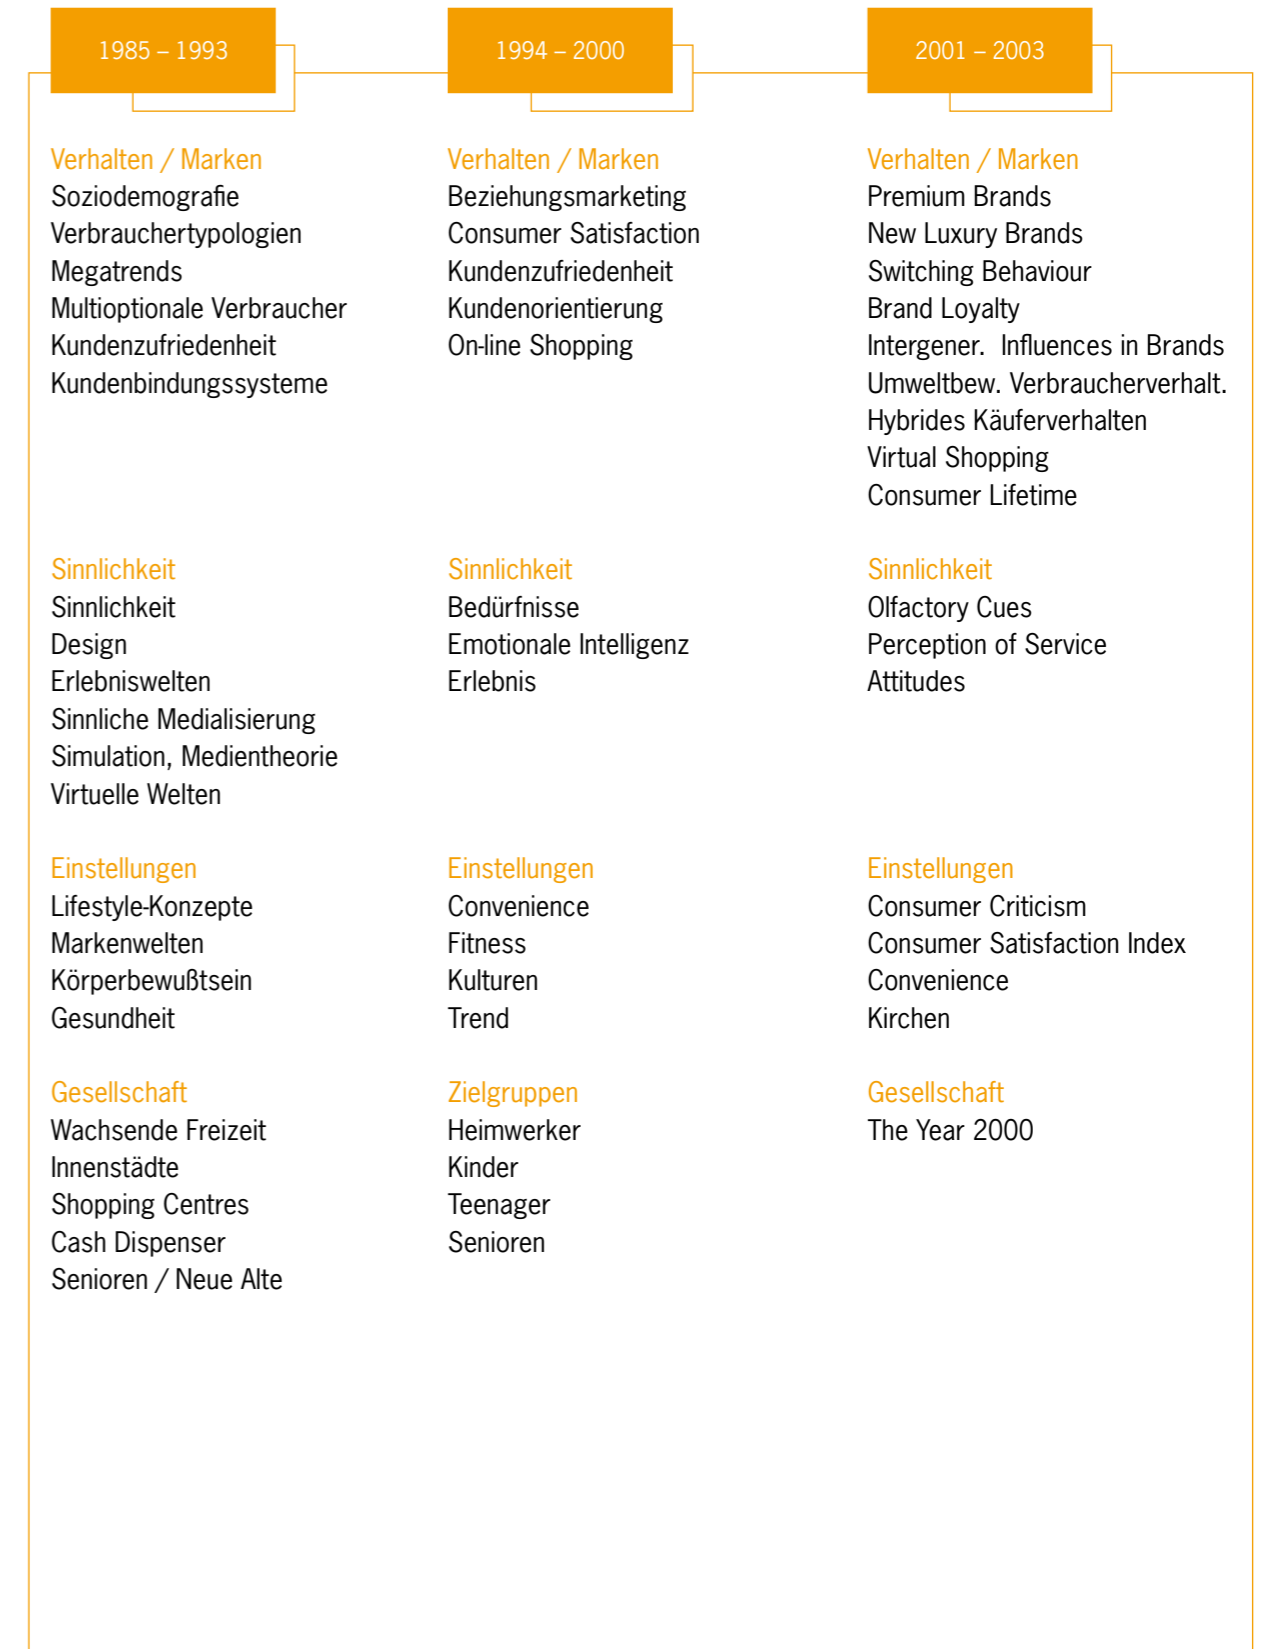 1985 – 1993
Verhalten / Marken
Soziodemografie
Verbrauchertypologien
Megatrends
Multioptionale Verbraucher
Kundenzufriedenheit
Kundenbindungssysteme
Sinnlichkeit
Sinnlichkeit
Design
Erlebniswelten
Sinnliche Medialisierung
Simulation, Medientheorie
Virtuelle Welten
Einstellungen
Lifestyle-Konzepte
Markenwelten
Körperbewußtsein
Gesundheit
Gesellschaft
Wachsende Freizeit
Innenstädte
Shopping Centres
Cash Dispenser
Senioren / Neue Alte
1994 – 2000
Verhalten / Marken
Beziehungsmarketing
Consumer Satisfaction
Kundenzufriedenheit
Kundenorientierung
On-line Shopping
Sinnlichkeit
Bedürfnisse
Emotionale Intelligenz
Erlebnis
Einstellungen
Convenience
Fitness
Kulturen
Trend
Zielgruppen
Heimwerker
Kinder
Teenager
Senioren
2001 – 2003
Verhalten / Marken
Premium Brands
New Luxury Brands
Switching Behaviour
Brand Loyalty
Intergener.  Influences in Brands
Umweltbew. Verbraucherverhalt.
Hybrides Käuferverhalten
Virtual Shopping
Consumer Lifetime
Sinnlichkeit
Olfactory Cues
Perception of Service
Attitudes
Einstellungen
Consumer Criticism
Consumer Satisfaction Index
Convenience
Kirchen
Gesellschaft
The Year 2000